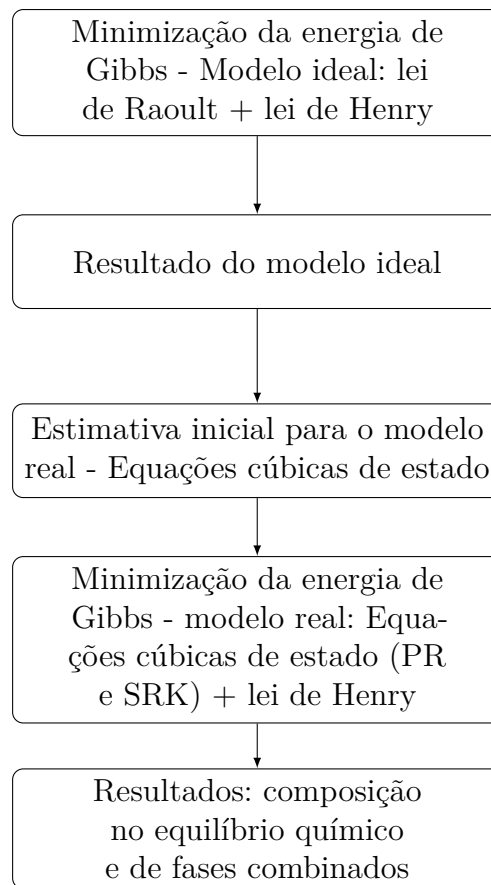 Minimização da energia de
Gibbs - Modelo ideal: lei
de Raoult + lei de Henry
Resultado do modelo ideal
Estimativa inicial para o modelo
real - Equações cúbicas de estado
Minimização da energia de
Gibbs - modelo real: Equa-
ções cúbicas de estado (PR
e SRK) + lei de Henry
Resultados: composição
no equilíbrio químico
e de fases combinados